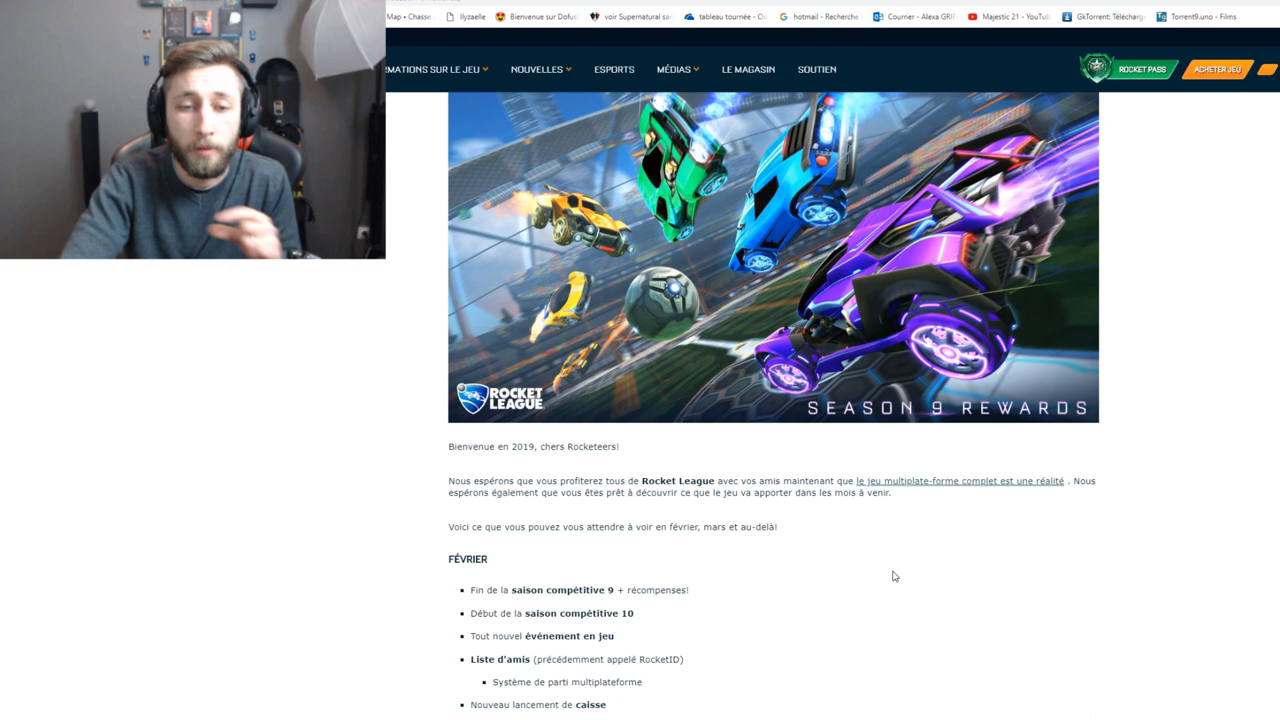 Map • Chasse
Ilyzaelle
Bienvenue sur Dofus
voir Supernatural sai
tableau tournée - On
hotmail - Recherche
Courrier - Alexa GRIF
Majestic 21 - YouTub
GkTorrent: Télécharg
Torrent9.uno - Films
RMATIONS SUR LE JEU
NOUVELLES
ESPORTS
MÉDIAS
LE MAGASIN
SOUTIEN
ROCKET PASS
ACHETER JEU
ROCKET
LEAGUE
SEASON 9 REWARDS
Bienvenue en 2019, chers Rocketeers!
Nous espérons que vous profiterez tous de Rocket League avec vos amis maintenant que le jeu multiplate-forme complet est une réalité . Nous
espérons également que vous êtes prêt à découvrir ce que le jeu va apporter dans les mois à venir.
Voici ce que vous pouvez vous attendre à voir en février, mars et au-delà!
FÉVRIER
Fin de la saison compétitive 9 + récompenses!
Début de la saison compétitive 10
Tout nouvel événement en jeu
Liste d'amis (précédemment appelé RocketID)
Système de parti multiplateforme
Nouveau lancement de caisse